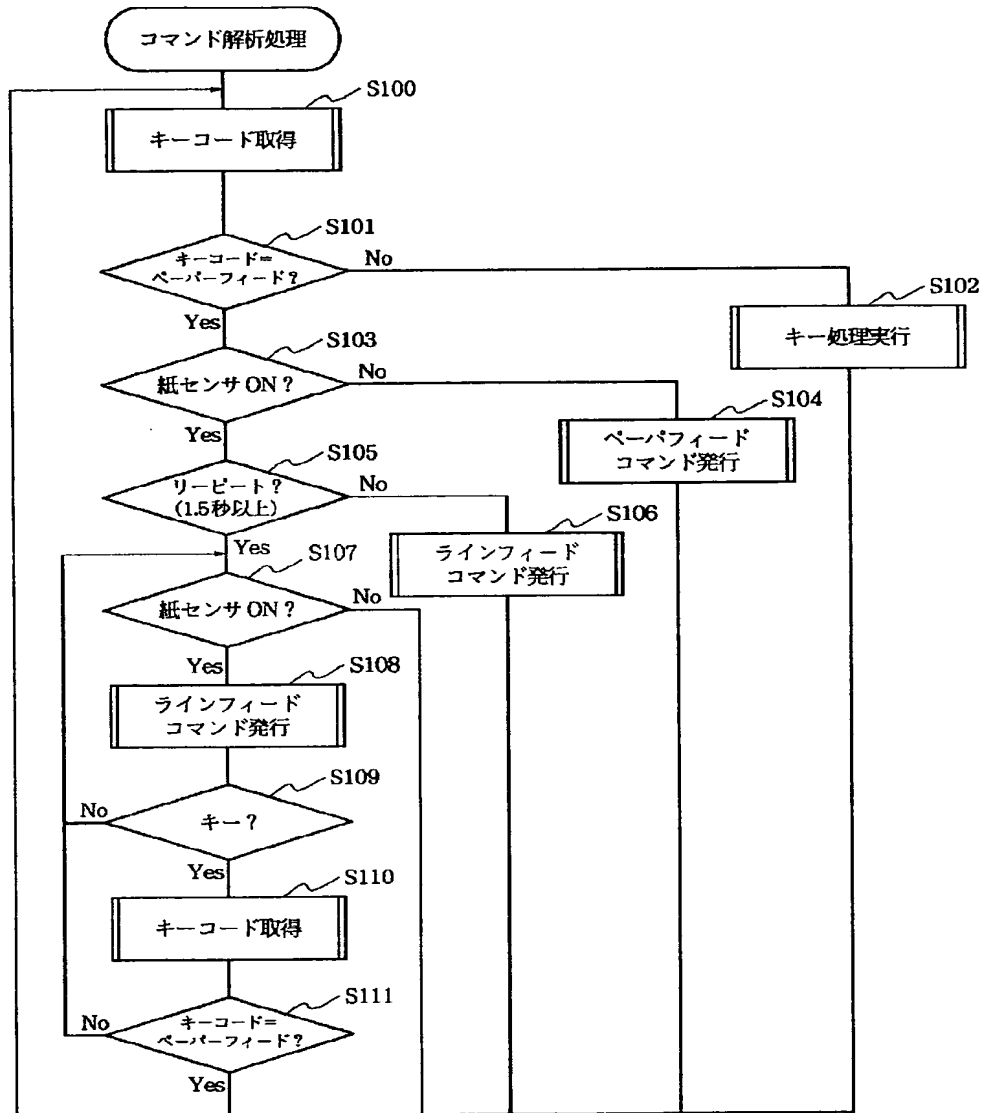 コマンド解析処理
S100
キーコード取得
S101
キーコード=
ペーパーフィード?
No
Yes
S102
キー処理実行
S103
紙センサON?
No
Yes
S104
ペーパフィード
コマンド発行
S105
リーピート?
(1.5秒以上)
No
Yes
S106
ラインフィード
コマンド発行
S107
紙センサON?
No
Yes
S108
ラインフィード
コマンド発行
S109
キー?
No
Yes
S110
キーコード取得
S111
キーコード=
ペーパーフィード?
No
Yes